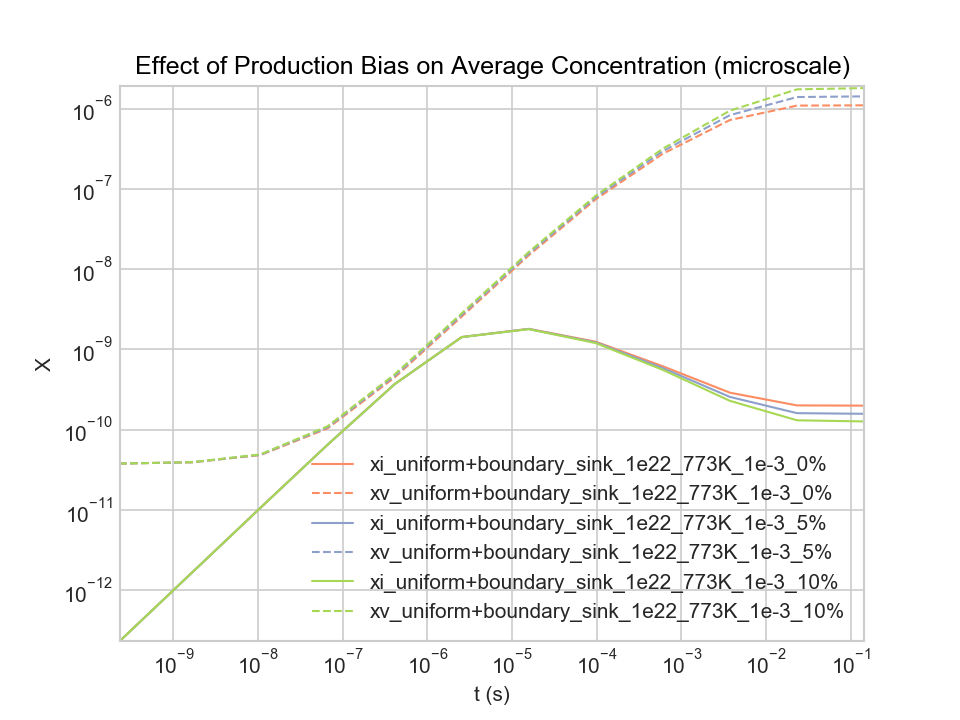 Effect of Production Bias on Average Concentration (microscale)
10⁻⁶
10⁻⁷
10⁻⁸
10⁻⁹
10⁻¹⁰
10⁻¹¹
10⁻¹²
X
xi_uniform+boundary_sink_1e22_773K_1e-3_0%
xv_uniform+boundary_sink_1e22_773K_1e-3_0%
xi_uniform+boundary_sink_1e22_773K_1e-3_5%
xv_uniform+boundary_sink_1e22_773K_1e-3_5%
xi_uniform+boundary_sink_1e22_773K_1e-3_10%
xv_uniform+boundary_sink_1e22_773K_1e-3_10%
10⁻⁹ 10⁻⁸ 10⁻⁷ 10⁻⁶ 10⁻⁵ 10⁻⁴ 10⁻³ 10⁻² 10⁻¹
t (s)